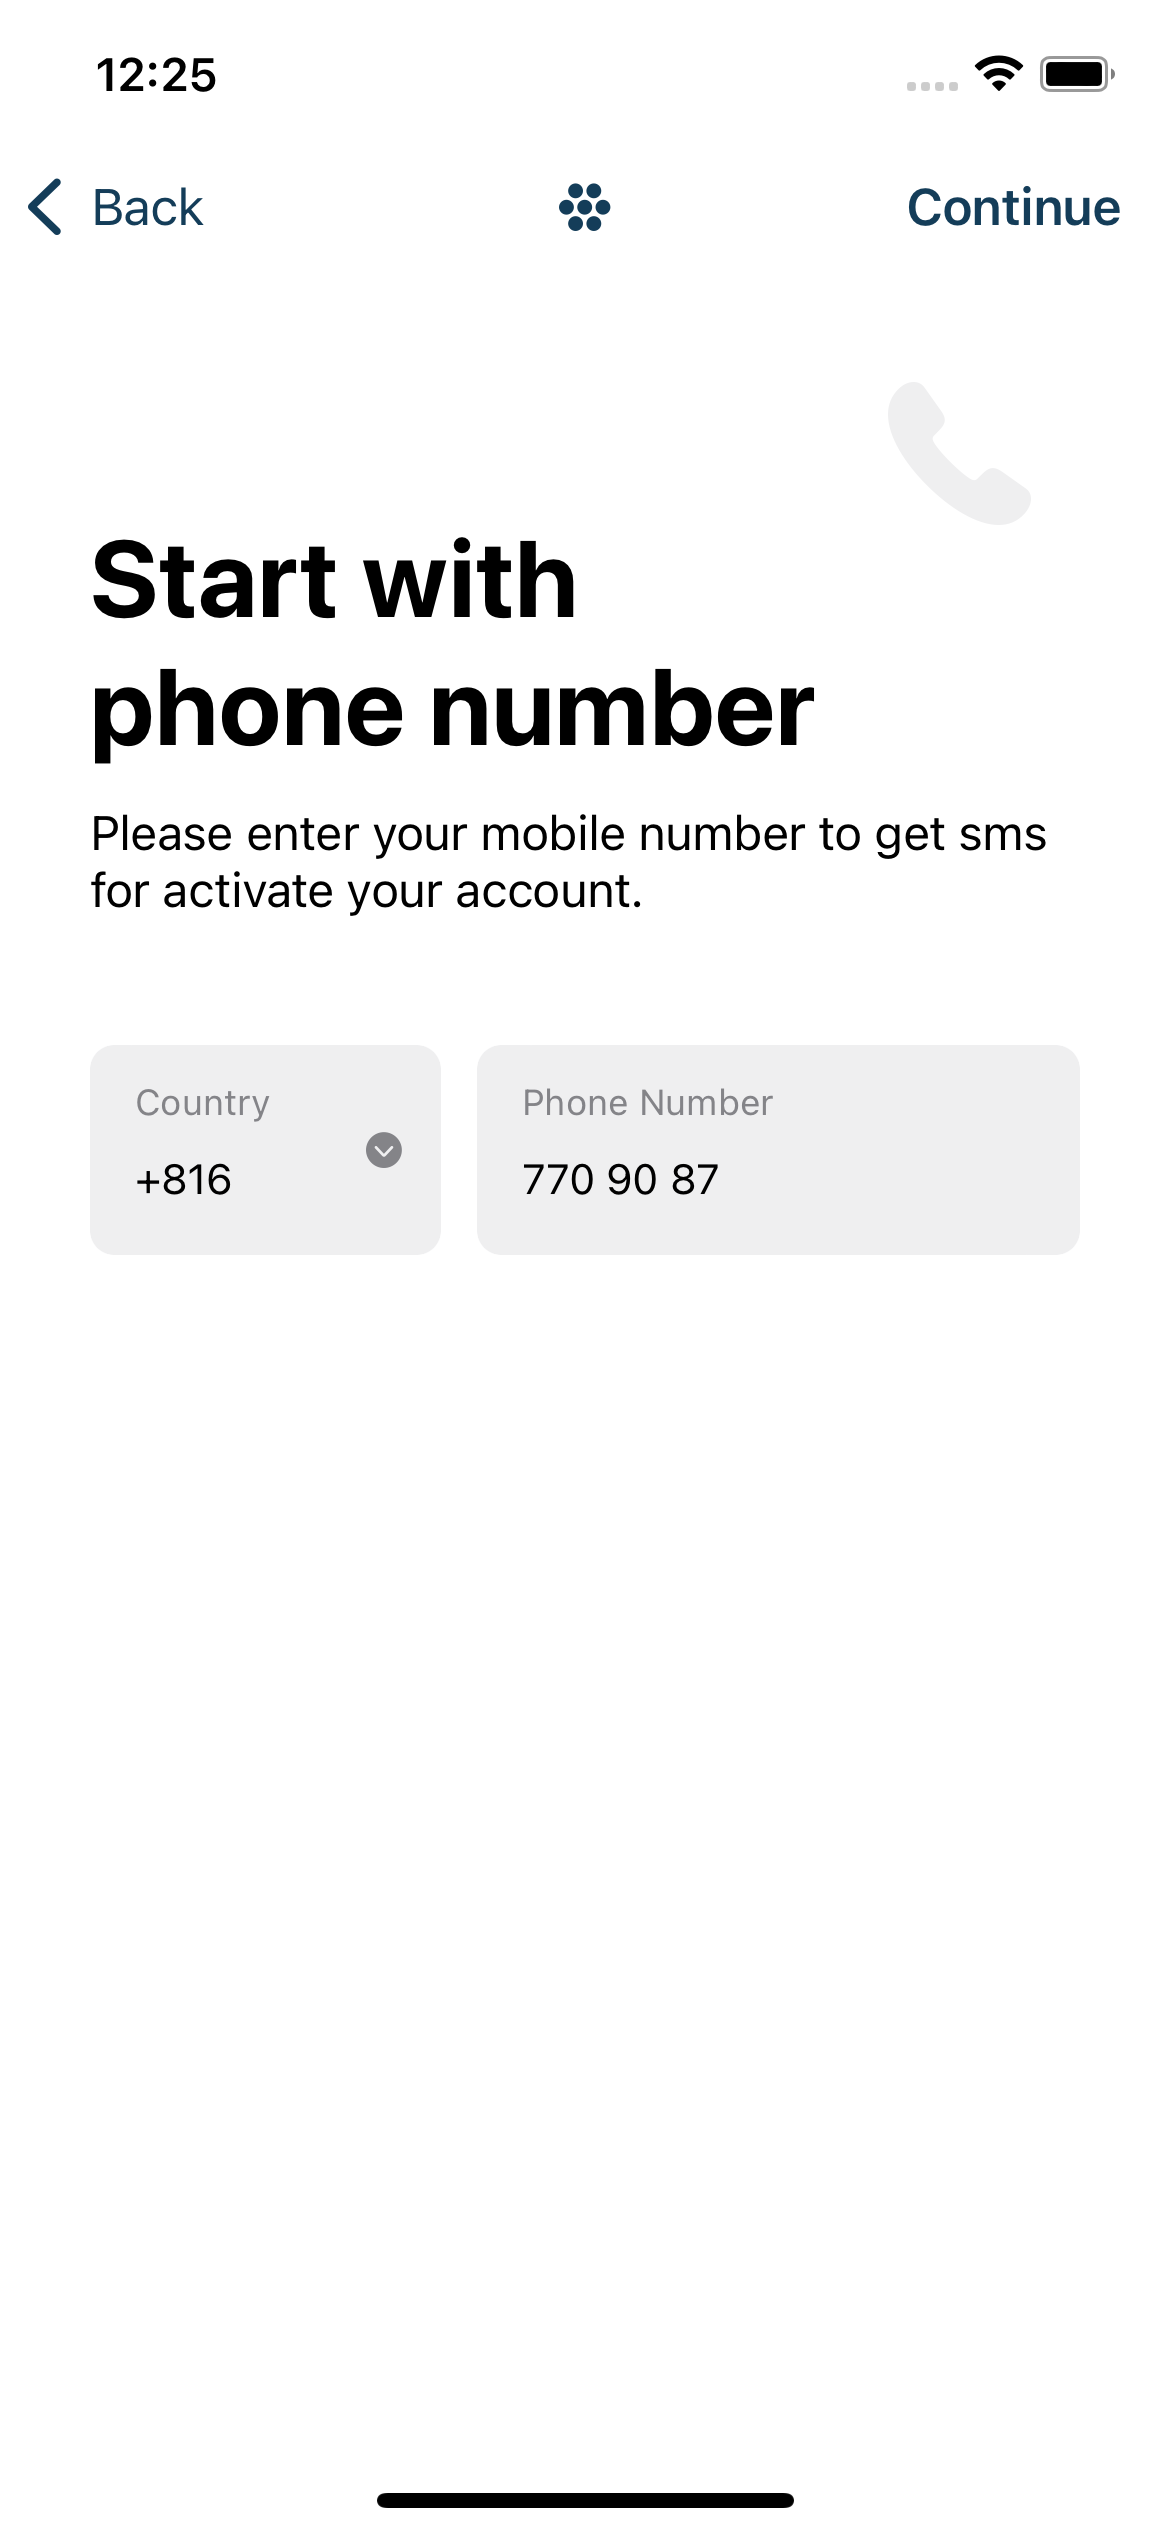 12:25
Back
Continue
Start with
phone number
Please enter your mobile number to get sms
for activate your account.
Country
+816
Phone Number
770 90 87